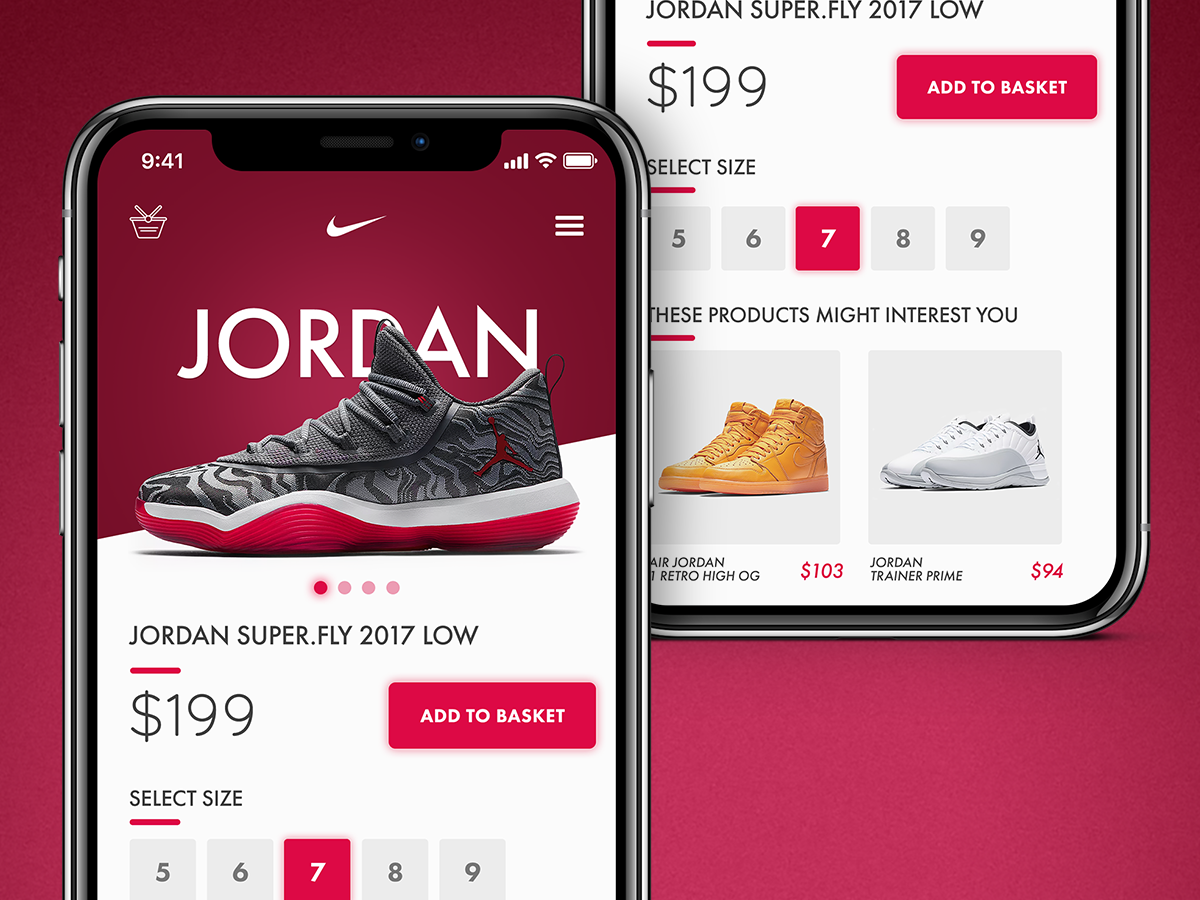 9:41
JORDAN
JORDAN SUPER.FLY 2017 LOW
$199
ADD TO BASKET
SELECT SIZE
5 6 7 8 9
JORDAN SUPER.FLY 2017 LOW
$199
ADD TO BASKET
SELECT SIZE
5 6 7 8 9
THESE PRODUCTS MIGHT INTEREST YOU
AIR JORDAN
1 RETRO HIGH OG
$103
JORDAN
TRAINER PRIME
$94